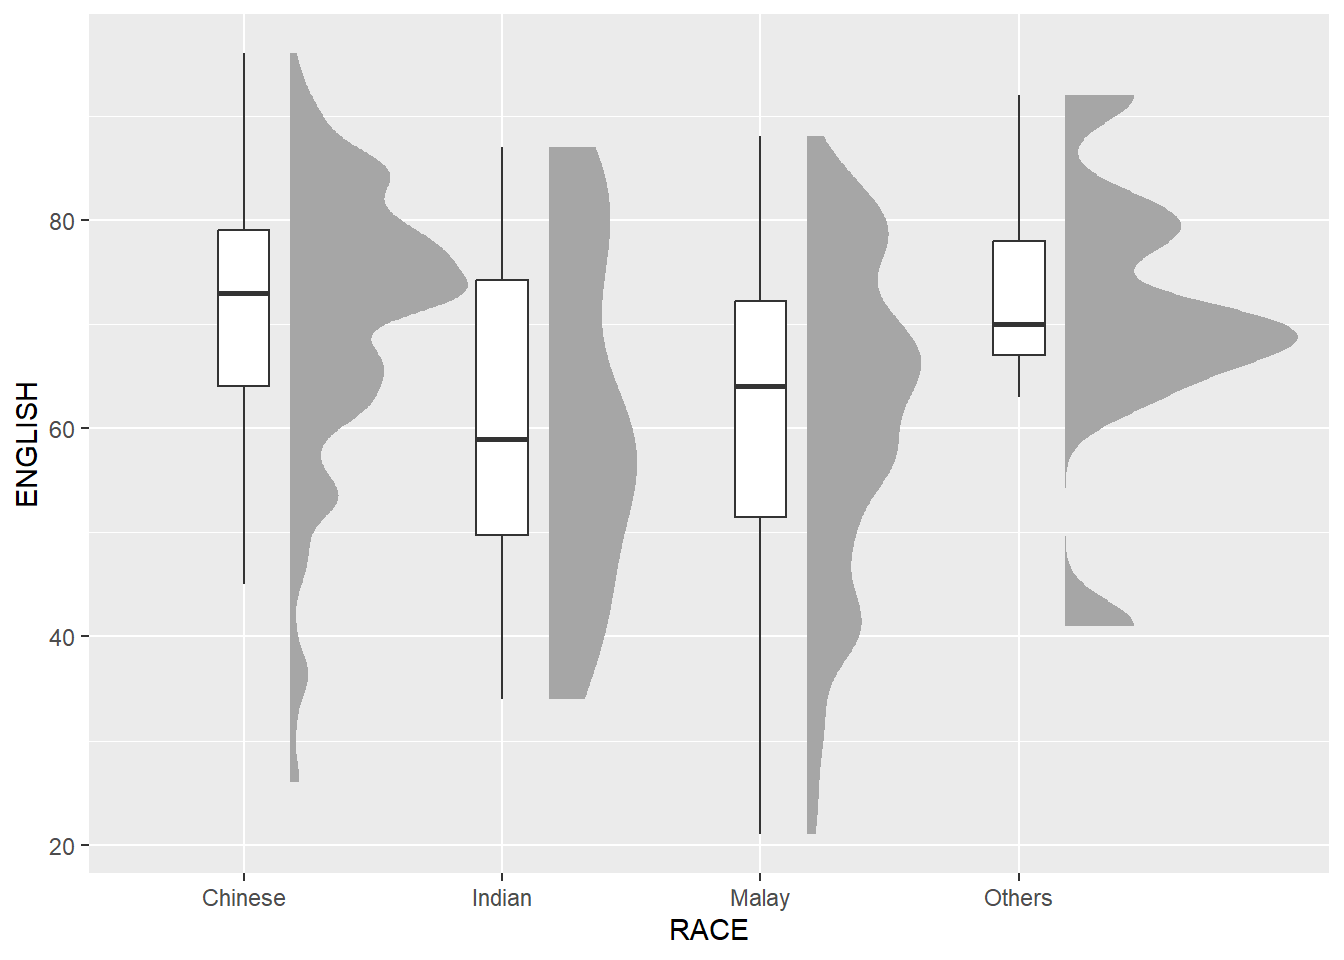 ENGLISH
80
60
40
20
Chinese Indian Malay Others
RACE